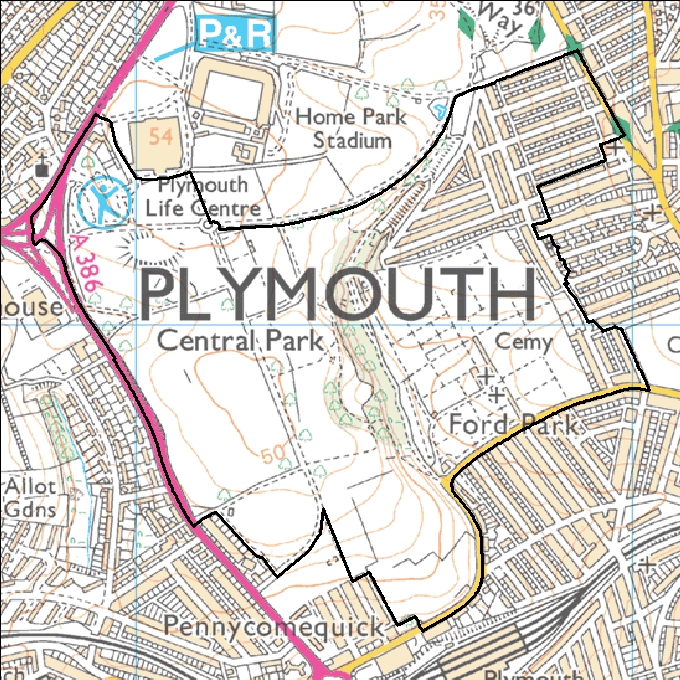 Way
36
35
P&R
Home Park
Stadium
54
Plymouth
Life Centre
A 386
PLYMOUTH
ouse
Central Park
Cemy
C
Ford Park
50
Allot
Gdns
Pennycomequick
ch
Plymouth